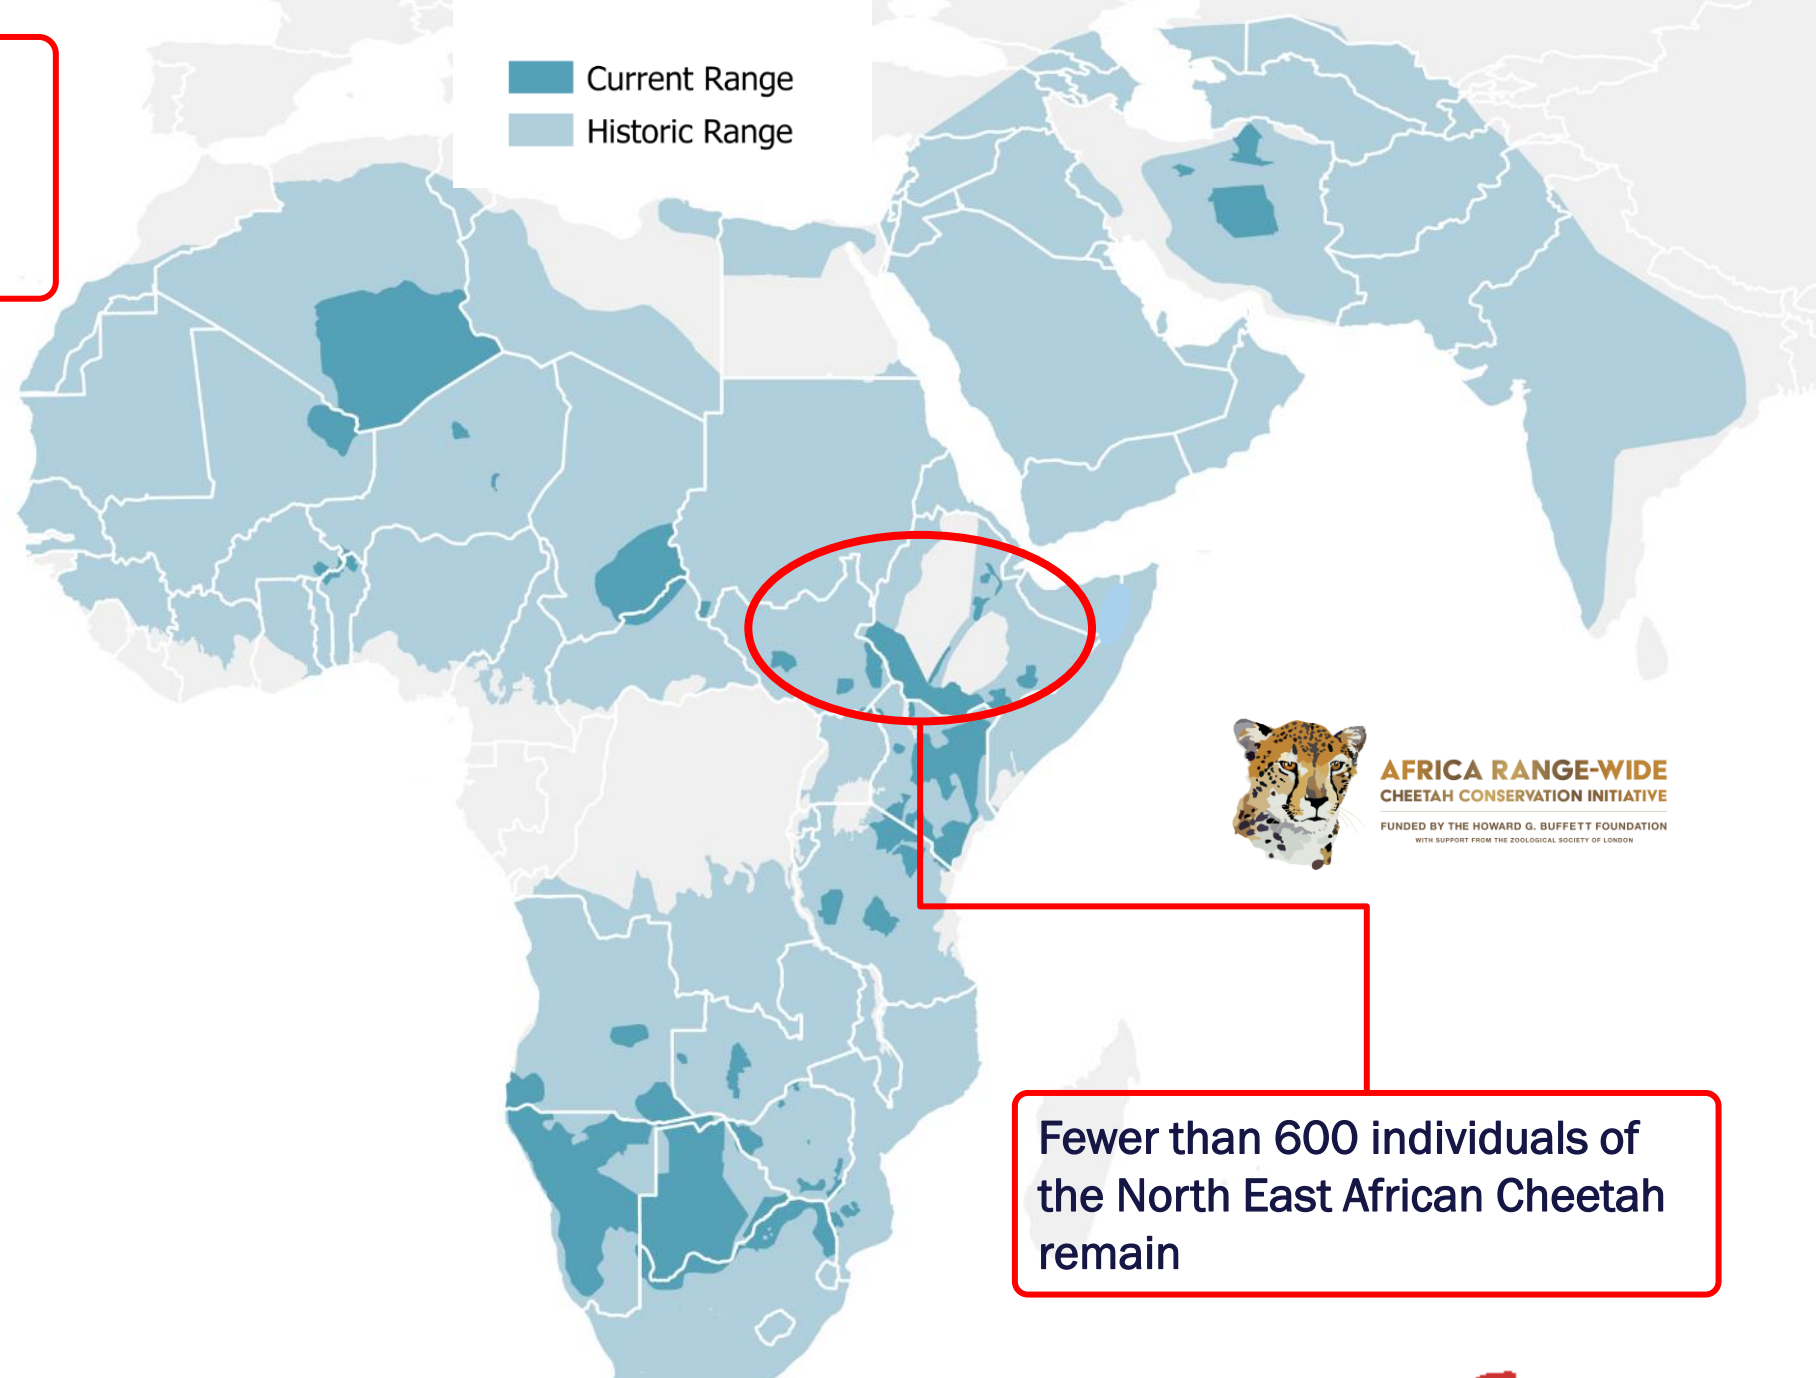 Current Range
Historic Range
AFRICA RANGE-WIDE
CHEETAH CONSERVATION INITIATIVE
FUNDED BY THE HOWARD G. BUFFETT FOUNDATION
WITH SUPPORT FROM THE ZOOLOGICAL SOCIETY OF LONDON
Fewer than 600 individuals of
the North East African Cheetah
remain